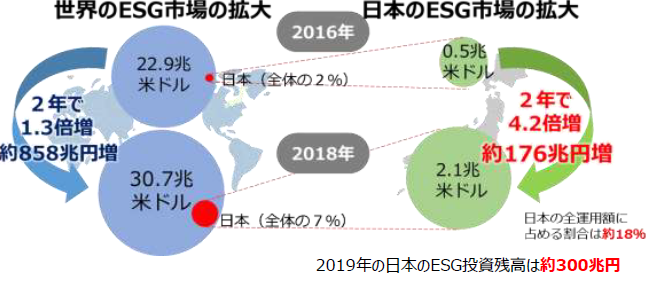 世界のESG市場の拡大
日本のESG市場の拡大
2016年
22.9兆
米ドル
日本（全体の２％）
0.5兆
米ドル
２年で
1.3倍増
約858兆円増
２年で
4.2倍増
約176兆円増
2018年
30.7兆
米ドル
日本（全体の７％）
2.1兆
米ドル
日本の全運用額に
占める割合は約18％
2019年の日本のESG投資残高は約300兆円